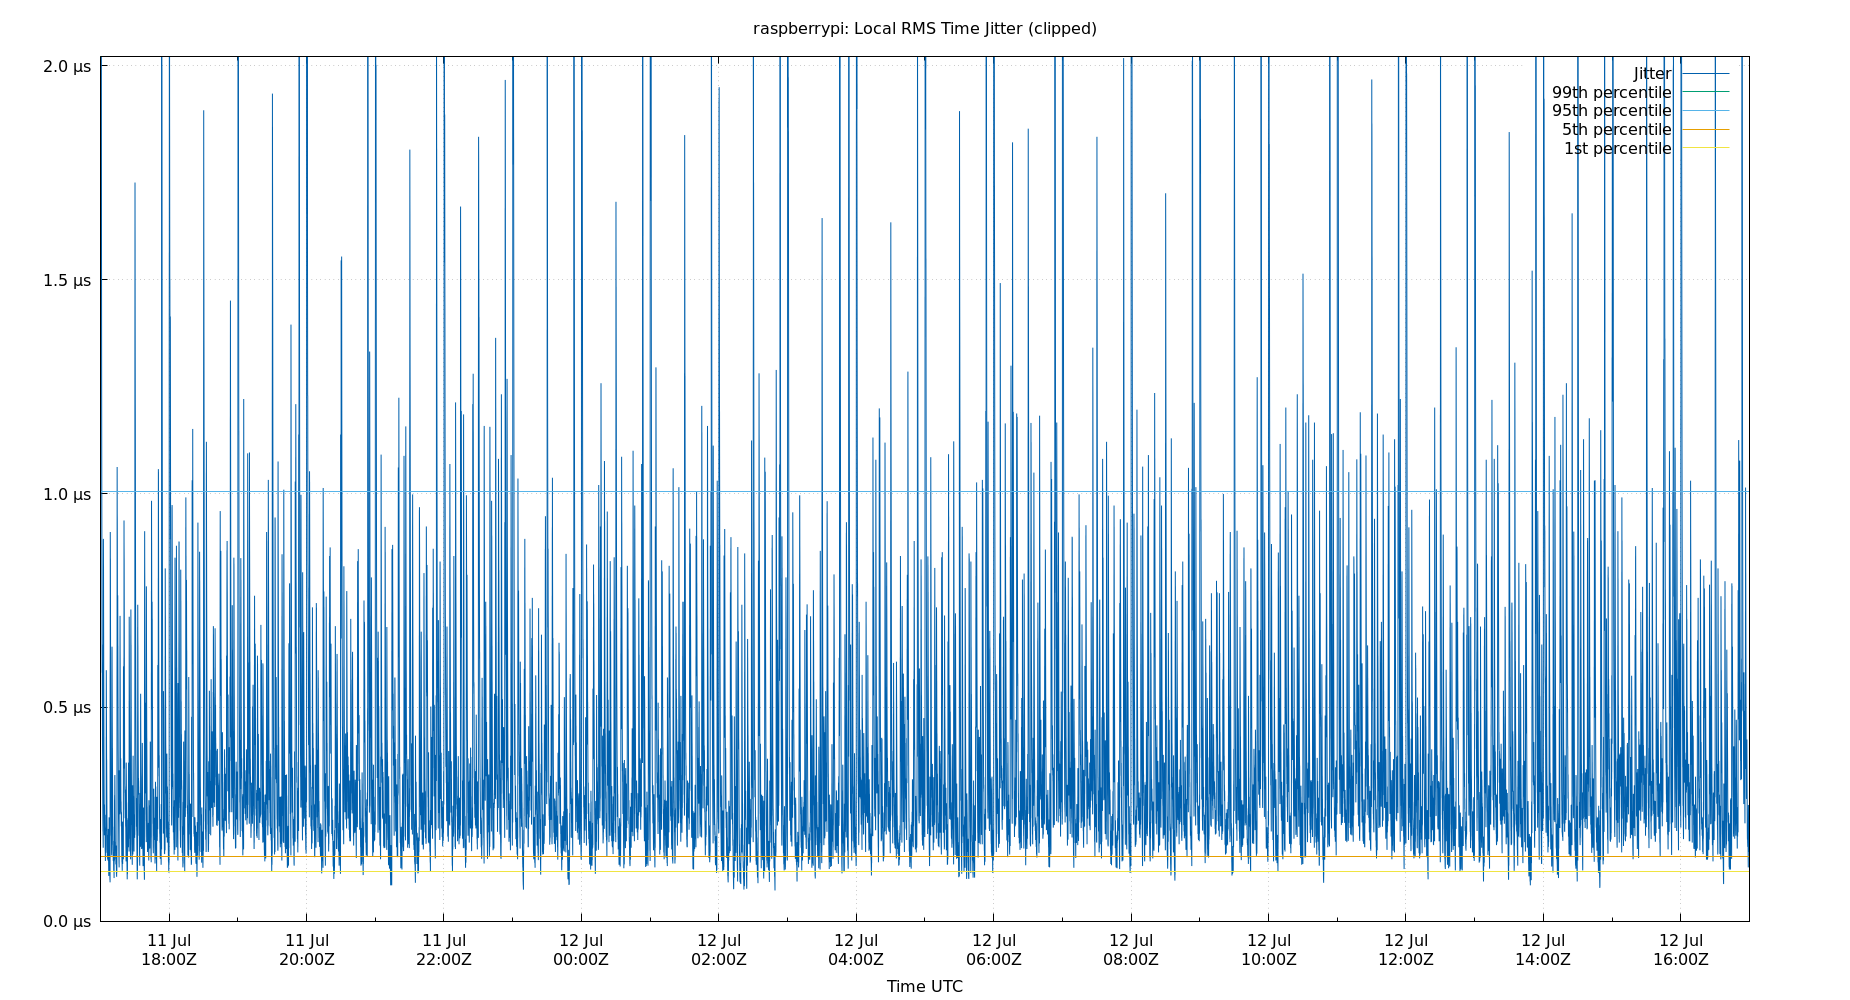 raspberrypi: Local RMS Time Jitter (clipped)
2.0 µs
1.5 µs
1.0 µs
0.5 µs
0.0 µs
Jitter
99th percentile
95th percentile
5th percentile
1st percentile
11 Jul 11 Jul 11 Jul 12 Jul 12 Jul 12 Jul 12 Jul 12 Jul 12 Jul 12 Jul 12 Jul 12 Jul
18:00Z 20:00Z 22:00Z 00:00Z 02:00Z 04:00Z 06:00Z 08:00Z 10:00Z 12:00Z 14:00Z 16:00Z
Time UTC